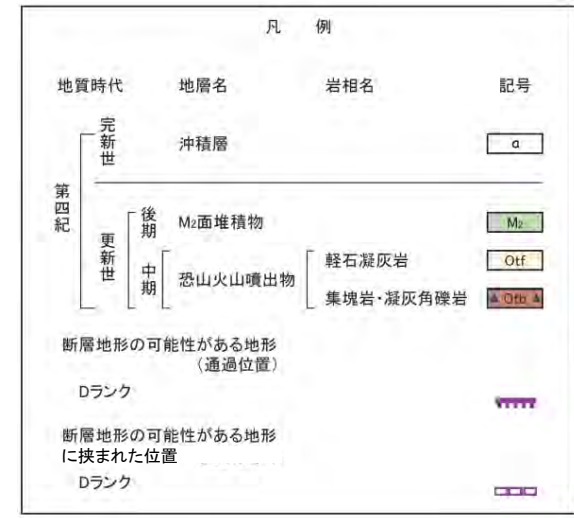 凡 例
地質時代 地層名 岩相名 記号
第四紀
完新世 沖積層 a
更新世
後期 M2面堆積物 M2
中期 恐山火山噴出物
軽石凝灰岩 Otf
集塊岩・凝灰角礫岩 Otb
断層地形の可能性がある地形
(通過位置)
Dランク
断層地形の可能性がある地形
に挟まれた位置
Dランク